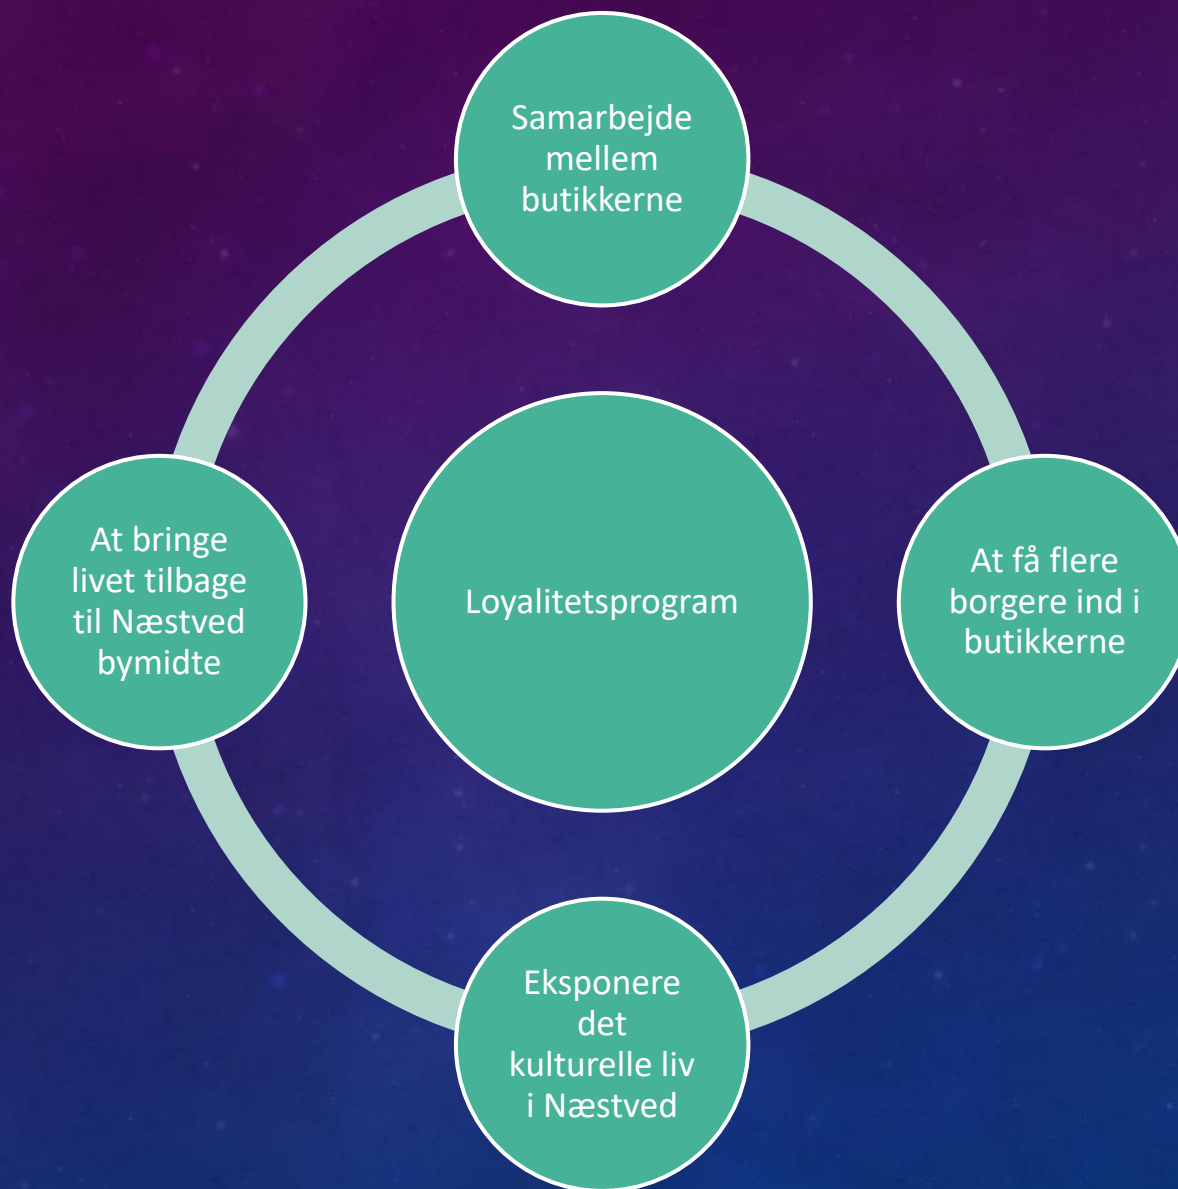 Samarbejde
mellem
butikkerne
At bringe
livet tilbage
til Næstved
bymidte
Loyalitetsprogram
At få flere
borgere ind i
butikkerne
Eksponere
det
kulturelle liv
i Næstved